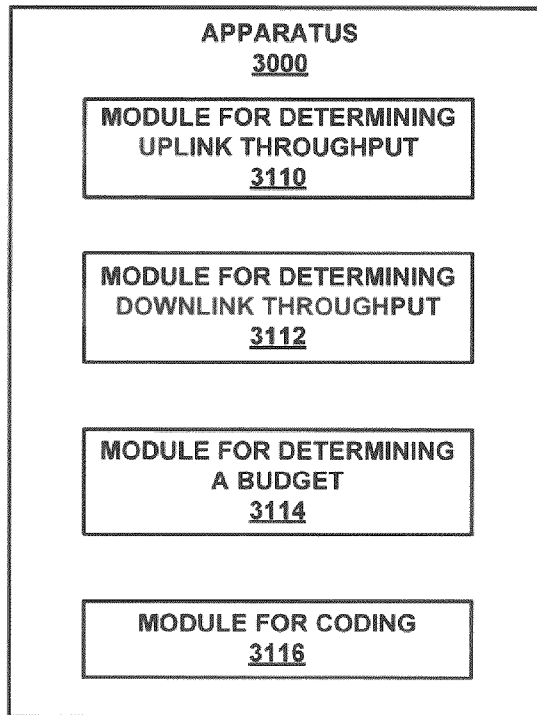 APPARATUS
3000
MODULE FOR DETERMINING
UPLINK THROUGHPUT
3110
MODULE FOR DETERMINING
DOWNLINK THROUGHPUT
3112
MODULE FOR DETERMINING
A BUDGET
3114
MODULE FOR CODING
3116